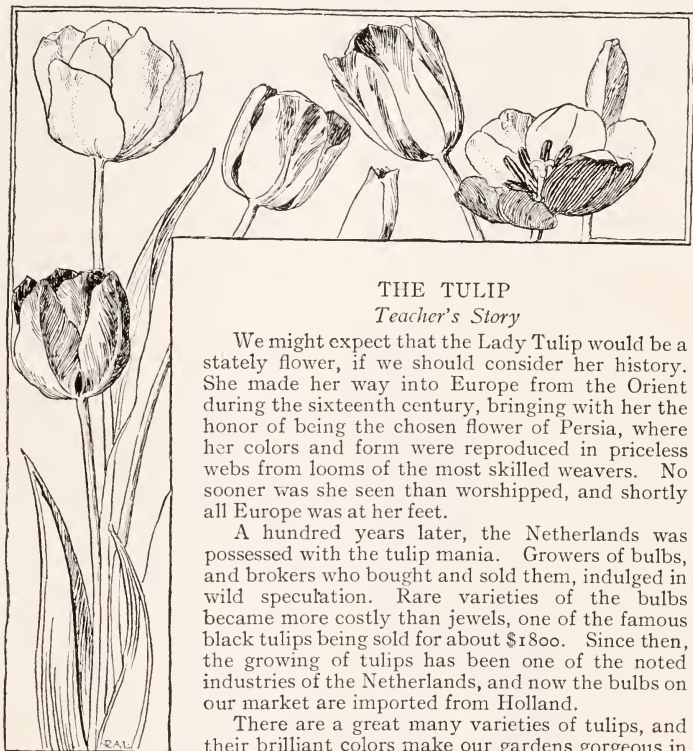 THE TULIP
Teacher's Story
We might expect that the Lady Tulip would be a
stately flower, if we should consider her history.
She made her way into Europe from the Orient
during the sixteenth century, bringing with her the
honor of being the chosen flower of Persia, where
her colors and form were reproduced in priceless
webs from looms of the most skilled weavers. No
sooner was she seen than worshipped, and shortly
all Europe was at her feet.
A hundred years later, the Netherlands was
possessed with the tulip mania. Growers of bulbs,
and brokers who bought and sold them, indulged in
wild speculation. Rare varieties of the bulbs
became more costly than jewels, one of the famous
black tulips being sold for about $1800. Since then,
the growing of tulips has been one of the noted
industries of the Netherlands, and now the bulbs on
our market are imported from Holland.
There are a great many varieties of tulips, and
their brilliant colors make our gardens gorgeous in
R.A.L.